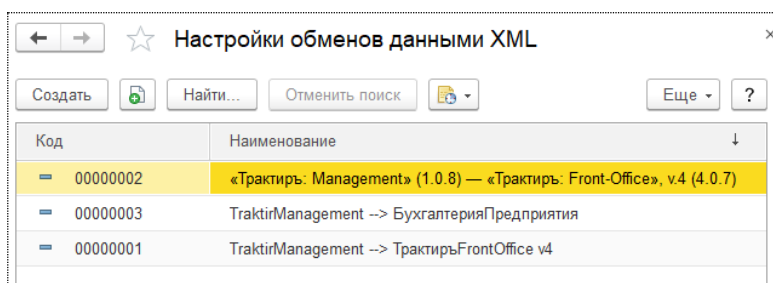 Настройки обменов данными XML
Создать Найти... Отменить поиск Еще ?
Код Наименование
00000002 «Трактиръ: Management» (1.0.8) — «Трактиръ: Front-Office», v.4 (4.0.7)
00000003 TraktirManagement --> БухгалтерияПредприятия
00000001 TraktirManagement --> ТрактиръFrontOffice v4